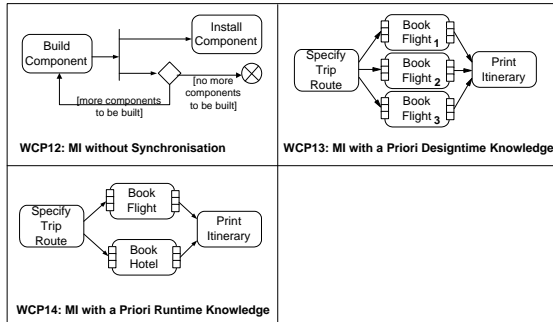 Build
Component
Install
Component
[no more
components
to be built]
[more components
to be built]
WCP12: MI without Synchronisation
Specify
Trip
Route
Book
Flight 1
Book
Flight 2
Book
Flight 3
Print
Itinerary
WCP13: MI with a Priori Designtime Knowledge
Specify
Trip
Route
Book
Flight
Book
Hotel
Print
Itinerary
WCP14: MI with a Priori Runtime Knowledge